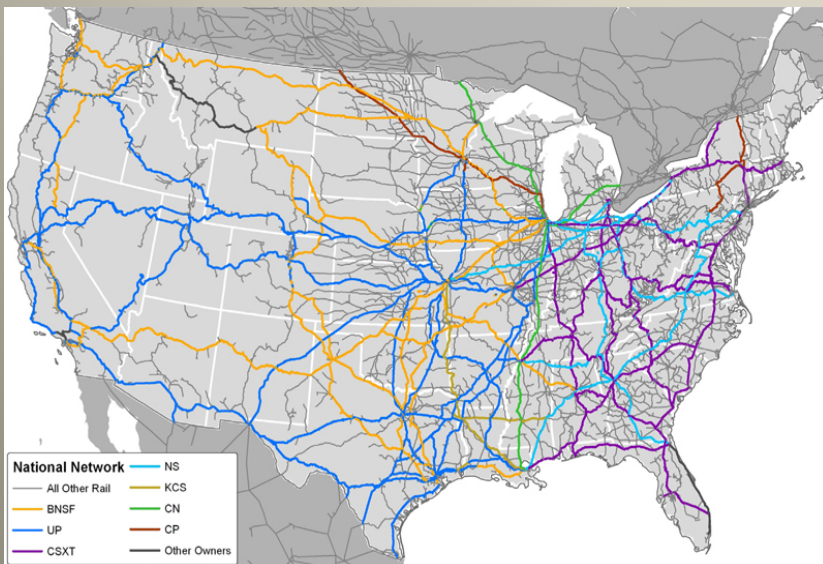 National Network
All Other Rail
BNSF
UP
CSXT
NS
KCS
CN
CP
Other Owners